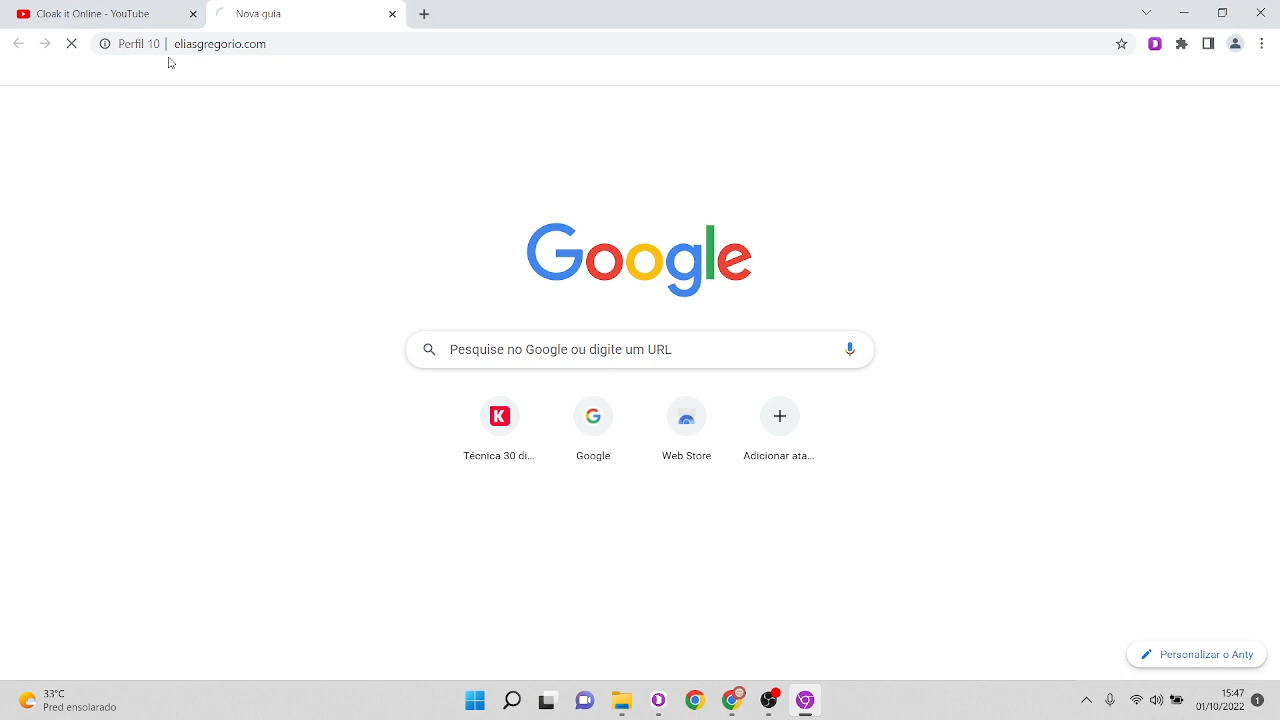 Cloak it Online - YouTube
Nova guia
Perfil 10 | eliasgregorio.com
Google
Pesquise no Google ou digite um URL
Técnica 30 di...
Google
Web Store
Adicionar ata...
Personalizar o Anty
33°C
Pred ensolarado
15:47
01/10/2022
1